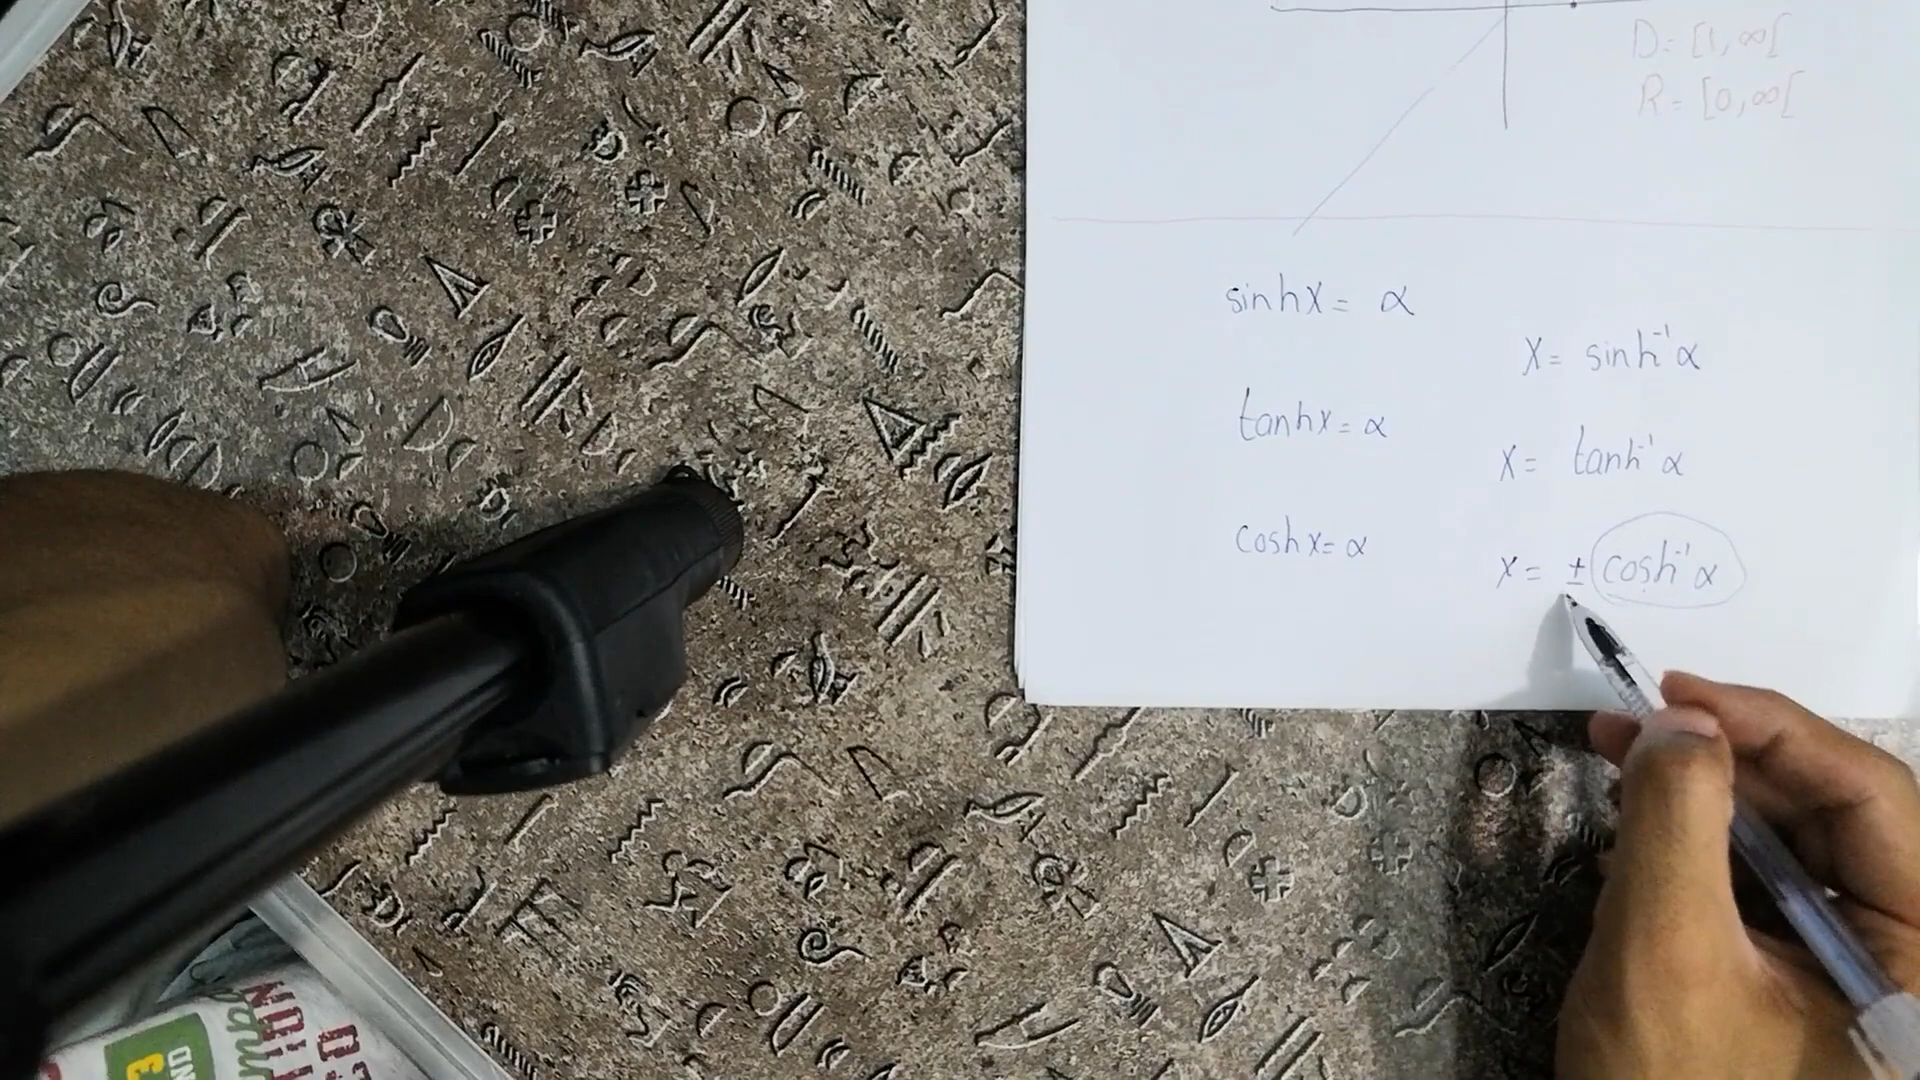 D = [1, ∞[
R = [0, ∞[
sinh x = α
x = sinh⁻¹ α
tanh x = α
x = tanh⁻¹ α
cosh x = α
x = ± cosh⁻¹ α